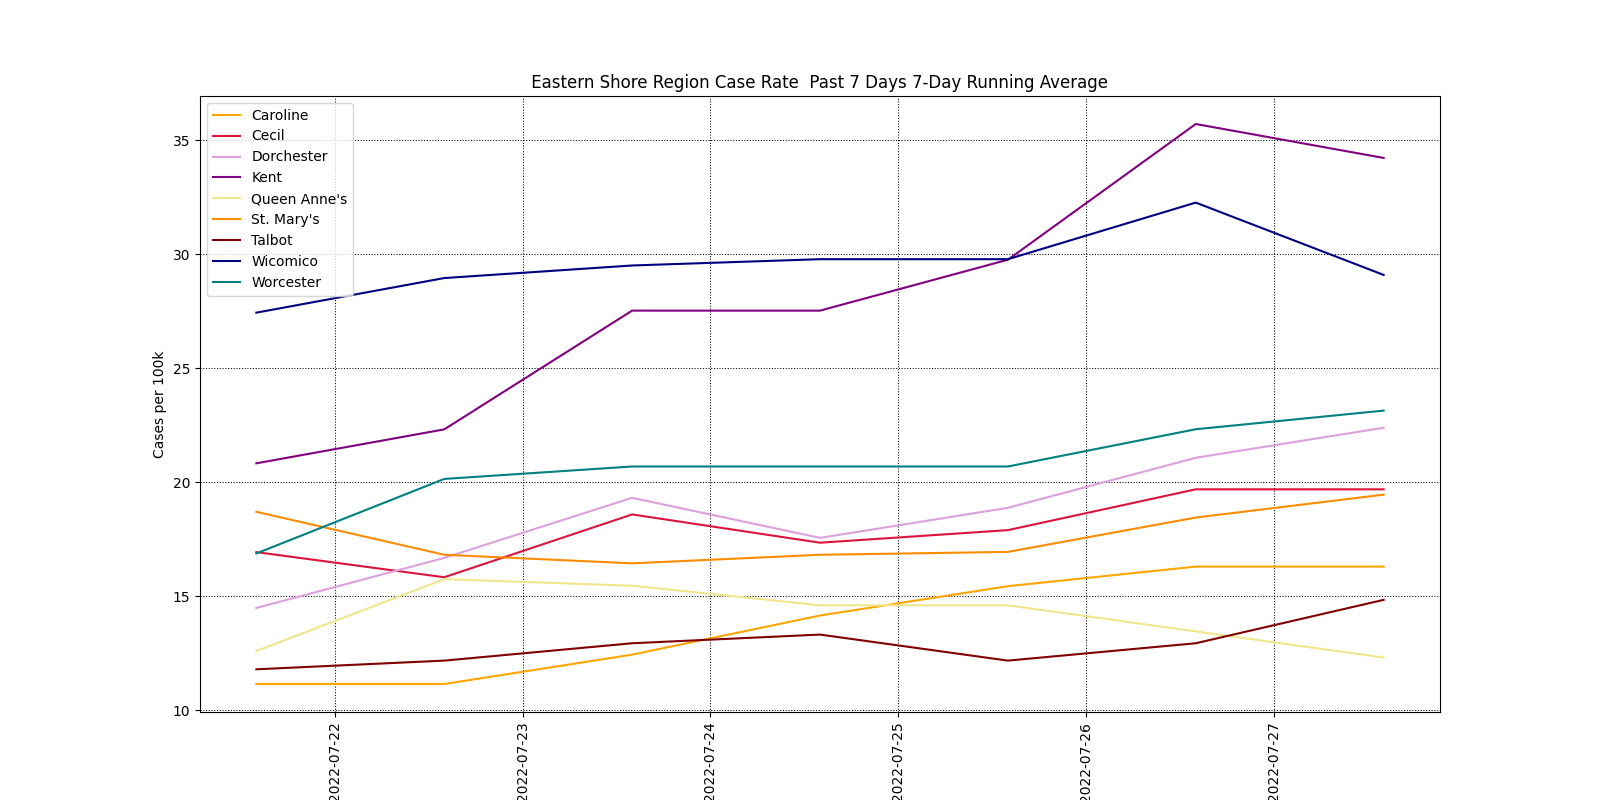 Eastern Shore Region Case Rate  Past 7 Days 7-Day Running Average
Caroline
Cecil
Dorchester
Kent
Queen Anne's
St. Mary's
Talbot
Wicomico
Worcester
Cases per 100k
35
30
25
20
15
10
2022-07-22
2022-07-23
2022-07-24
2022-07-25
2022-07-26
2022-07-27